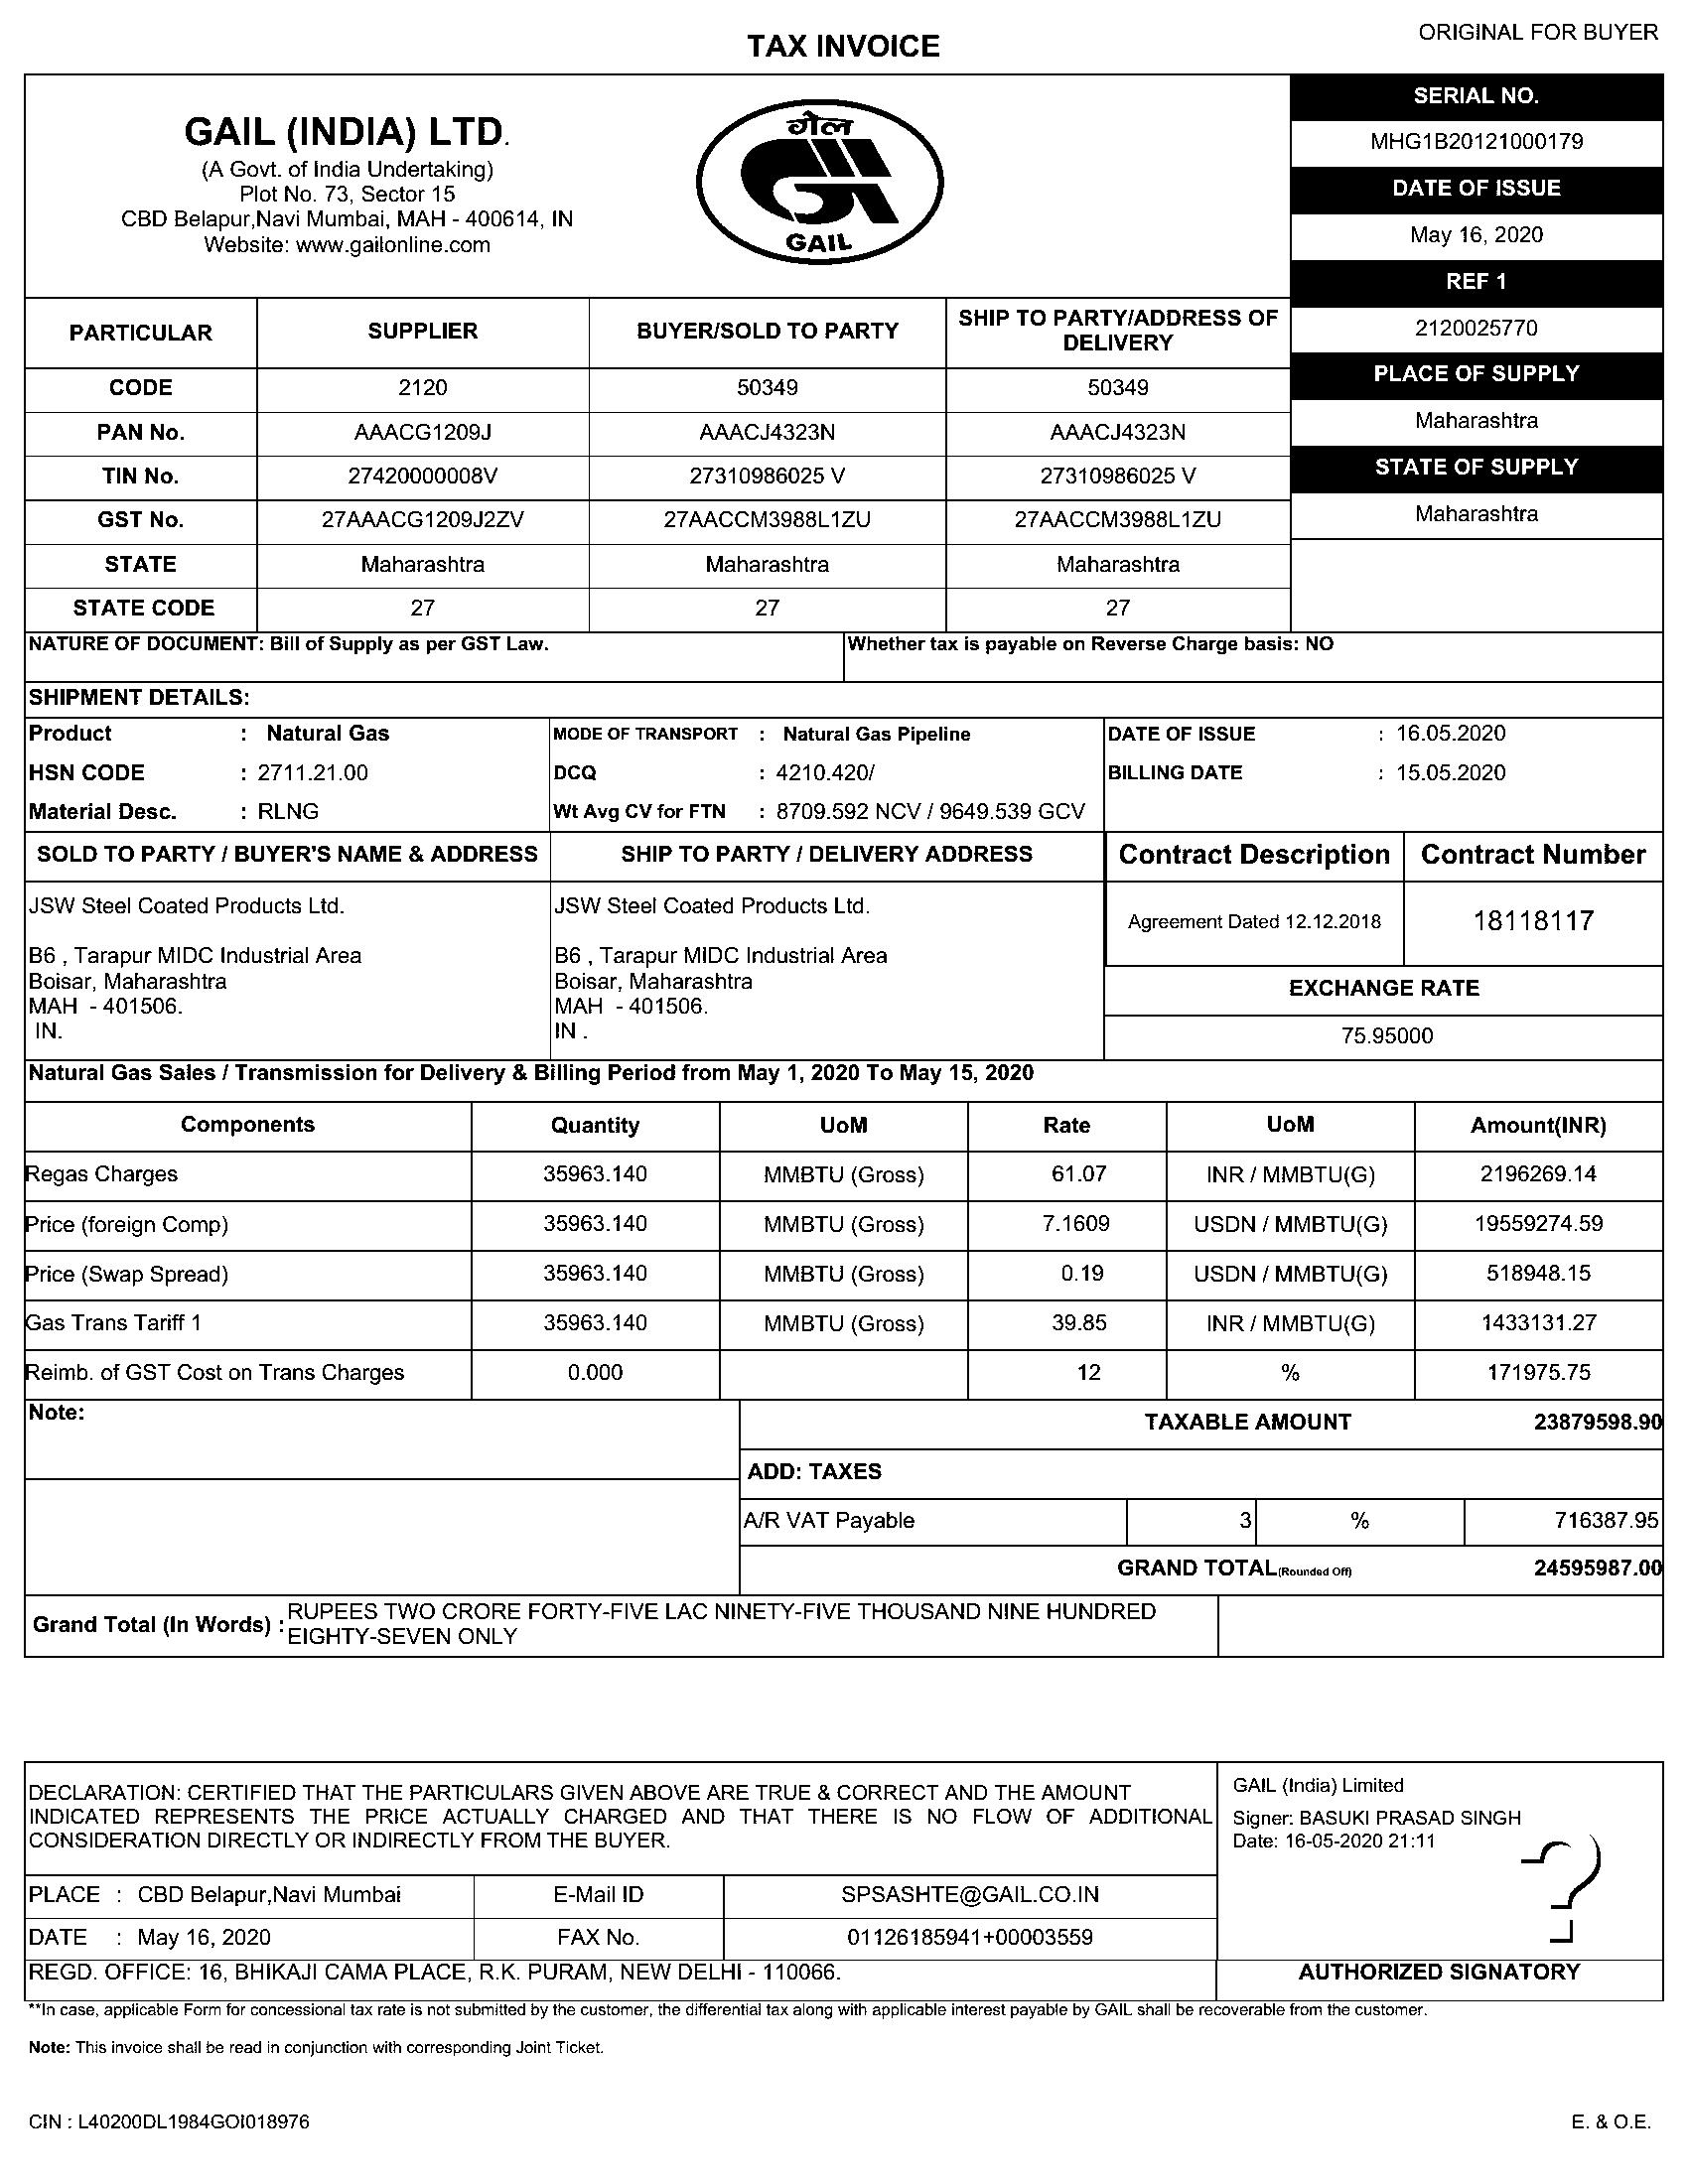 ORIGINAL FOR BUYER
TAX INVOICE
GAIL (INDIA) LTD.
(A Govt. of India Undertaking)
Plot No. 73, Sector 15
CBD Belapur,Navi Mumbai, MAH - 400614, IN
Website: www.gailonline.com
गेल
GAIL
SERIAL NO.
MHG1B20121000179
DATE OF ISSUE
May 16, 2020
REF 1
2120025770
PLACE OF SUPPLY
Maharashtra
STATE OF SUPPLY
Maharashtra
PARTICULAR SUPPLIER BUYER/SOLD TO PARTY SHIP TO PARTY/ADDRESS OF DELIVERY
CODE 2120 50349 50349
PAN No. AAACG1209J AAACJ4323N AAACJ4323N
TIN No. 27420000008V 27310986025 V 27310986025 V
GST No. 27AAACG1209J2ZV 27AACCM3988L1ZU 27AACCM3988L1ZU
STATE Maharashtra Maharashtra Maharashtra
STATE CODE 27 27 27
NATURE OF DOCUMENT: Bill of Supply as per GST Law. Whether tax is payable on Reverse Charge basis: NO
SHIPMENT DETAILS:
Product : Natural Gas MODE OF TRANSPORT : Natural Gas Pipeline DATE OF ISSUE : 16.05.2020
HSN CODE : 2711.21.00 DCQ : 4210.420/ BILLING DATE : 15.05.2020
Material Desc. : RLNG Wt Avg CV for FTN : 8709.592 NCV / 9649.539 GCV
SOLD TO PARTY / BUYER'S NAME & ADDRESS
JSW Steel Coated Products Ltd.
B6 , Tarapur MIDC Industrial Area
Boisar, Maharashtra
MAH - 401506.
IN.
SHIP TO PARTY / DELIVERY ADDRESS
JSW Steel Coated Products Ltd.
B6 , Tarapur MIDC Industrial Area
Boisar, Maharashtra
MAH - 401506.
IN .
Contract Description Contract Number
Agreement Dated 12.12.2018 18118117
EXCHANGE RATE
75.95000
Natural Gas Sales / Transmission for Delivery & Billing Period from May 1, 2020 To May 15, 2020
Components Quantity UoM Rate UoM Amount(INR)
Regas Charges 35963.140 MMBTU (Gross) 61.07 INR / MMBTU(G) 2196269.14
Price (foreign Comp) 35963.140 MMBTU (Gross) 7.1609 USDN / MMBTU(G) 19559274.59
Price (Swap Spread) 35963.140 MMBTU (Gross) 0.19 USDN / MMBTU(G) 518948.15
Gas Trans Tariff 1 35963.140 MMBTU (Gross) 39.85 INR / MMBTU(G) 1433131.27
Reimb. of GST Cost on Trans Charges 0.000 12 % 171975.75
Note:
TAXABLE AMOUNT 23879598.90
ADD: TAXES
A/R VAT Payable 3 % 716387.95
GRAND TOTAL(Rounded Off) 24595987.00
Grand Total (In Words) : RUPEES TWO CRORE FORTY-FIVE LAC NINETY-FIVE THOUSAND NINE HUNDRED
EIGHTY-SEVEN ONLY
DECLARATION: CERTIFIED THAT THE PARTICULARS GIVEN ABOVE ARE TRUE & CORRECT AND THE AMOUNT
INDICATED REPRESENTS THE PRICE ACTUALLY CHARGED AND THAT THERE IS NO FLOW OF ADDITIONAL
CONSIDERATION DIRECTLY OR INDIRECTLY FROM THE BUYER.
GAIL (India) Limited
Signer: BASUKI PRASAD SINGH
Date: 16-05-2020 21:11
?
PLACE : CBD Belapur,Navi Mumbai E-Mail ID SPSASHTE@GAIL.CO.IN
DATE : May 16, 2020 FAX No. 01126185941+00003559
REGD. OFFICE: 16, BHIKAJI CAMA PLACE, R.K. PURAM, NEW DELHI - 110066. AUTHORIZED SIGNATORY
**In case, applicable Form for concessional tax rate is not submitted by the customer, the differential tax along with applicable interest payable by GAIL shall be recoverable from the customer.
Note: This invoice shall be read in conjunction with corresponding Joint Ticket.
CIN : L40200DL1984GOI018976 E. & O.E.